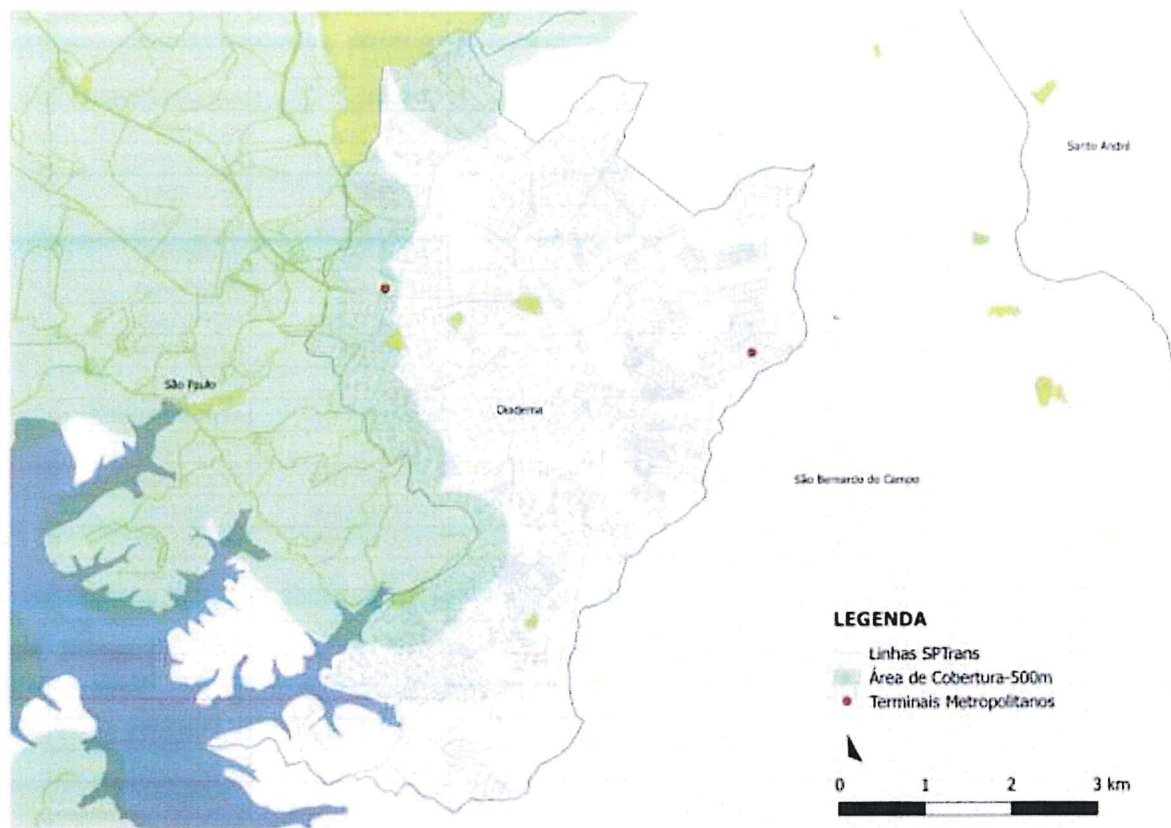 Santo André
São Paulo
Diadema
São Bernardo do Campo
LEGENDA
Linhas SPTrans
Área de Cobertura-500m
Terminais Metropolitanos
0 1 2 3 km